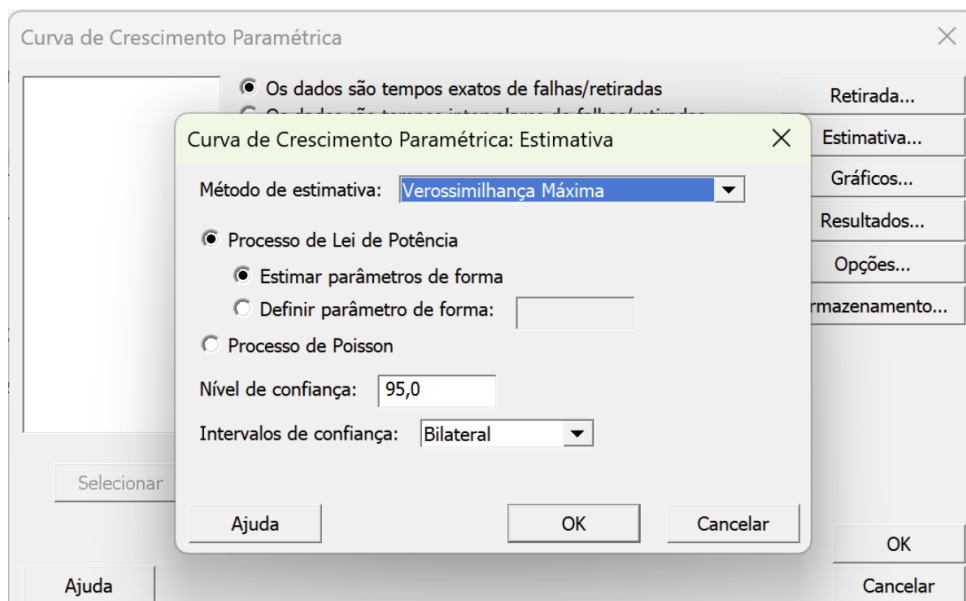 Curva de Crescimento Paramétrica
Os dados são tempos exatos de falhas/retiradas
Retirada...
Curva de Crescimento Paramétrica: Estimativa
Estimativa...
Método de estimativa: Verossimilhança Máxima
Gráficos...
Resultados...
Processo de Lei de Potência
Estimar parâmetros de forma
Opções...
Definir parâmetro de forma:
rmazenamento...
Processo de Poisson
Nível de confiança: 95,0
Intervalos de confiança: Bilateral
Selecionar
Ajuda OK Cancelar
OK
Ajuda Cancelar